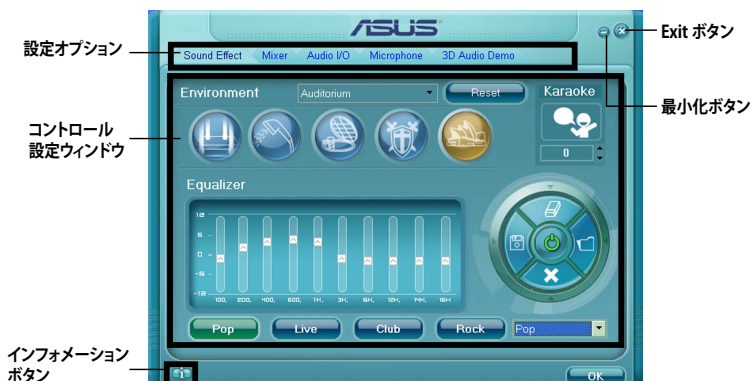 ASUS
設定オプション
Exit ボタン
Sound Effect Mixer Audio I/O Microphone 3D Audio Demo
最小化ボタン
Environment Auditorium Reset Karaoke
コントロール
設定ウィンドウ
0
Equalizer
12
6
0
-6
-12
100, 200, 400, 600, 1K, 3K, 6K, 12K, 14K, 16K
Pop Live Club Rock Pop
インフォメーション
ボタン
i
OK